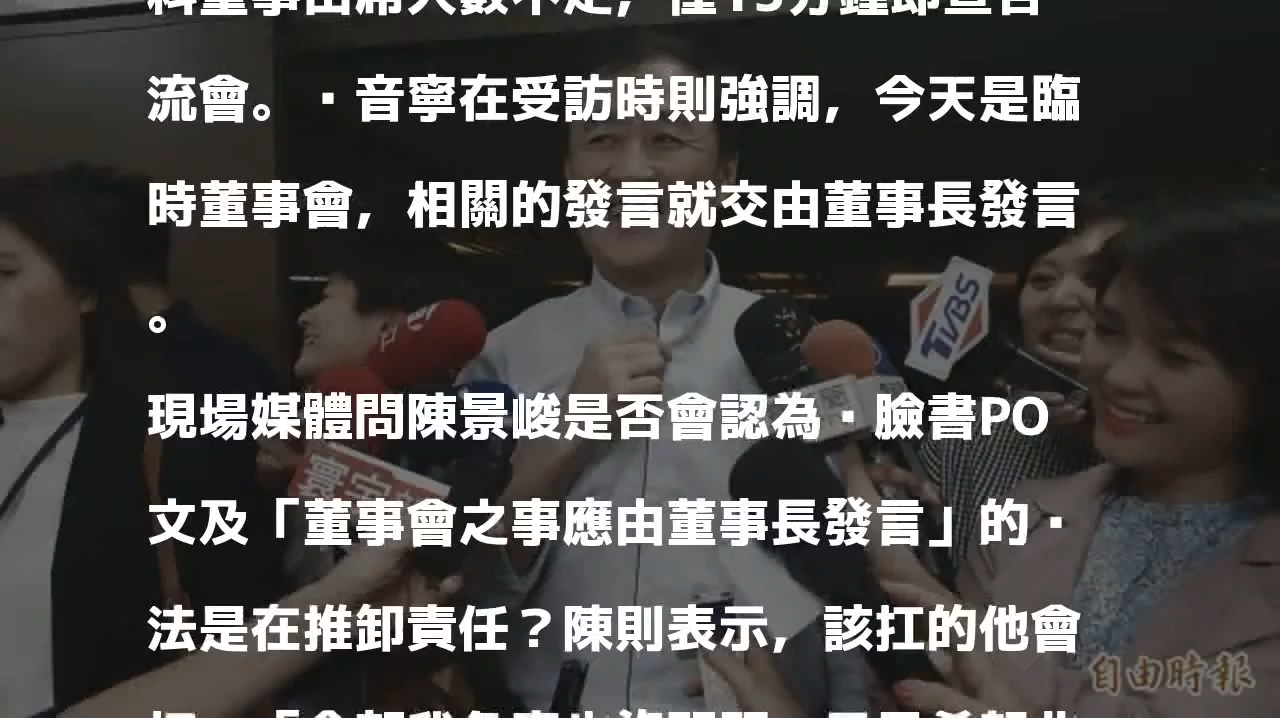 流會。▪音寧在受訪時則強調，今天是臨
時董事會，相關的發言就交由董事長發言
。
現場媒體問陳景峻是否會認為▪臉書PO
文及「董事會之事應由董事長發言」的▪
法是在推卸責任？陳則表示，該扛的他會
TVBS
寰宇
自由時報